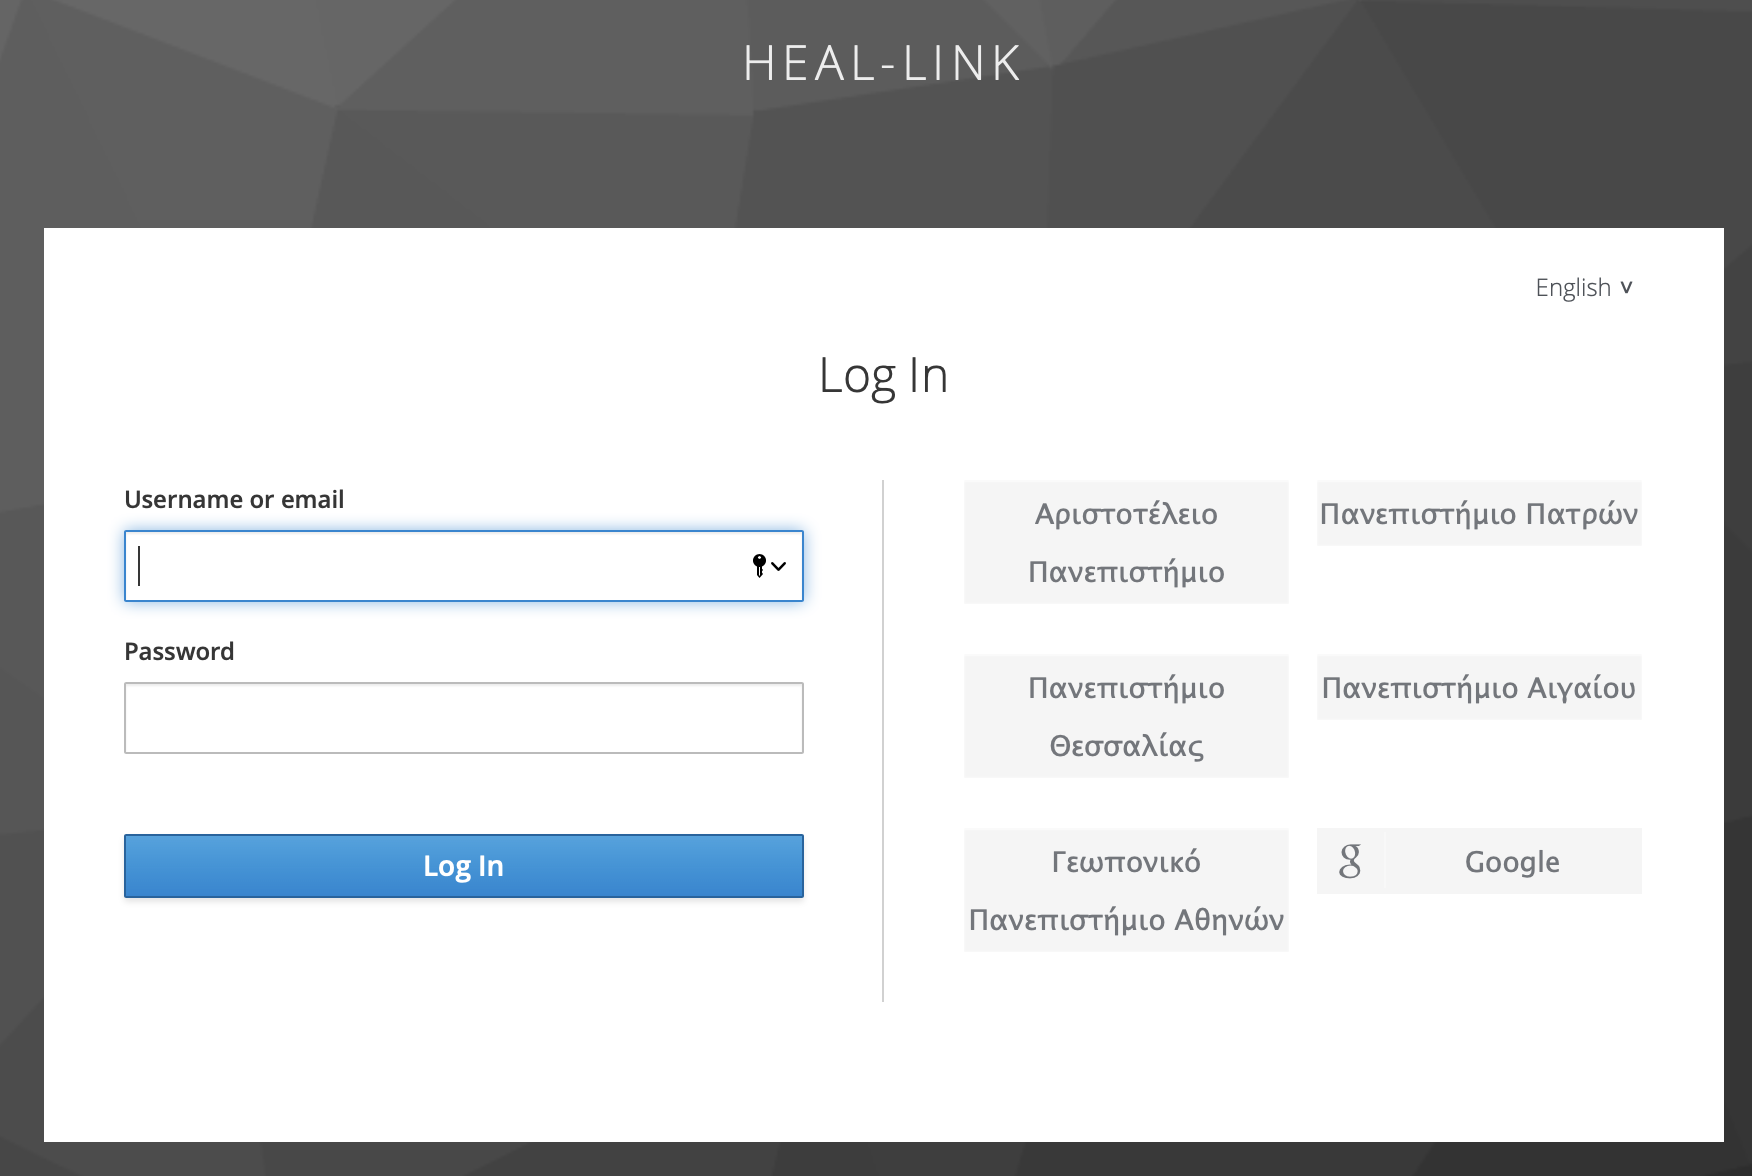 HEAL-LINK
English
Log In
Username or email
Password
Log In
Αριστοτέλειο
Πανεπιστήμιο
Πανεπιστήμιο Πατρών
Πανεπιστήμιο
Θεσσαλίας
Πανεπιστήμιο Αιγαίου
Γεωπονικό
Πανεπιστήμιο Αθηνών
Google